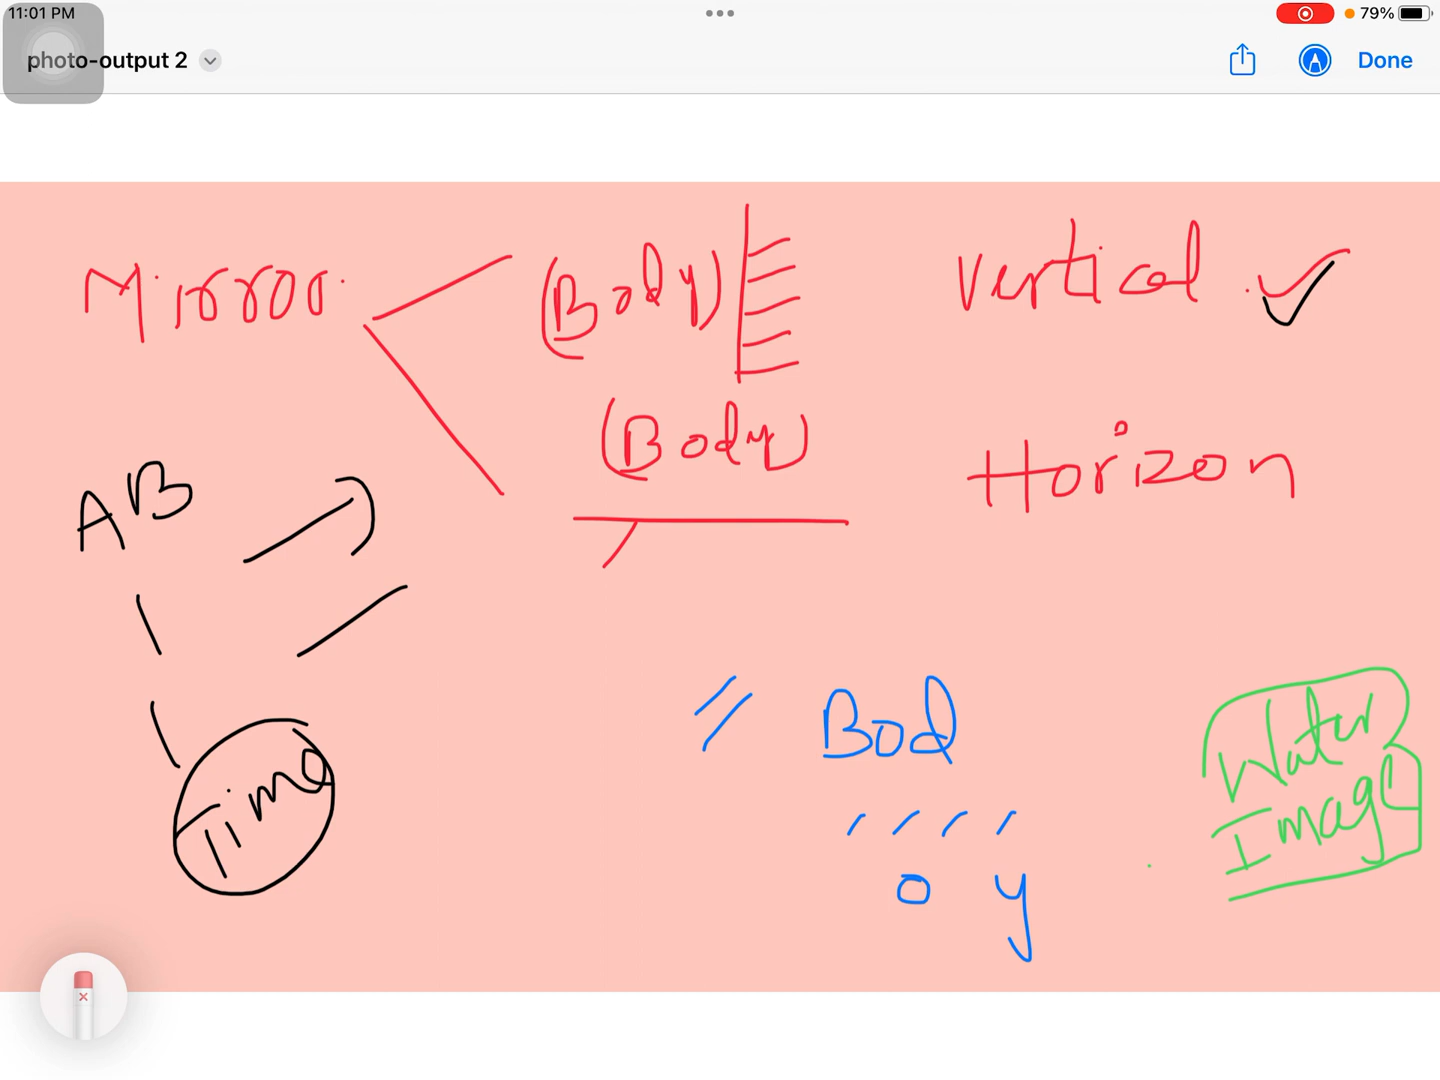 11:01 PM
79%
photo-output 2
Done
Mirror.
(Body)
Vertical
(Body)
Horizon
AB
Time
Bod
o y
Water
Image